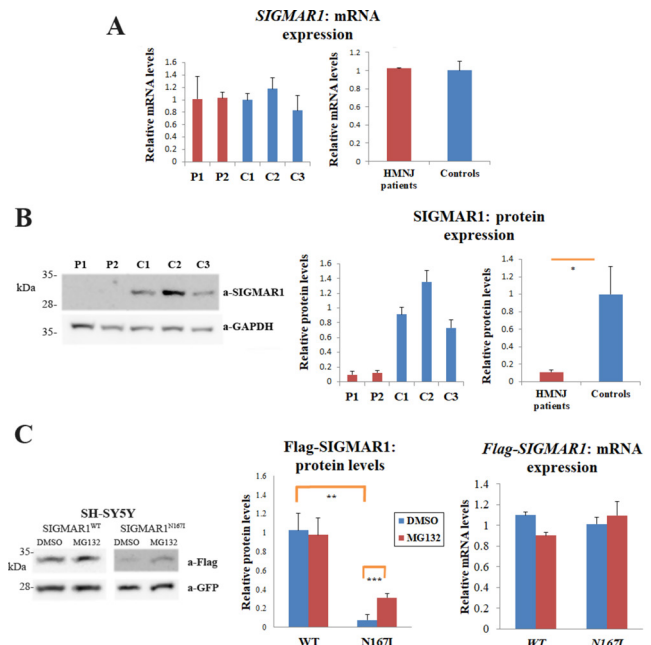 A
SIGMAR1: mRNA
expression
Relative mRNA levels
1.6
1.4
1.2
1
0.8
0.6
0.4
0.2
0
P1 P2 C1 C2 C3
Relative mRNA levels
1.2
1
0.8
0.6
0.4
0.2
0
HMNJ
patients
Controls
B
SIGMAR1: protein
expression
P1 P2 C1 C2 C3
kDa
35-
28-
35-
a-SIGMAR1
a-GAPDH
Relative protein levels
1.6
1.4
1.2
1
0.8
0.6
0.4
0.2
0
P1 P2 C1 C2 C3
Relative protein levels
1.4
1.2
1
0.8
0.6
0.4
0.2
0
*
HMNJ
patients
Controls
C
SH-SY5Y
SIGMAR1WT SIGMAR1N167I
DMSO MG132 DMSO MG132
35-
kDa
28-
a-Flag
a-GFP
Flag-SIGMAR1:
protein levels
Relative protein levels
1.6
1.4
1.2
1
0.8
0.6
0.4
0.2
0
**
***
WT N167I
DMSO
MG132
Flag-SIGMAR1: mRNA
expression
Relative mRNA levels
1.4
1.2
1
0.8
0.6
0.4
0.2
0
WT N167I